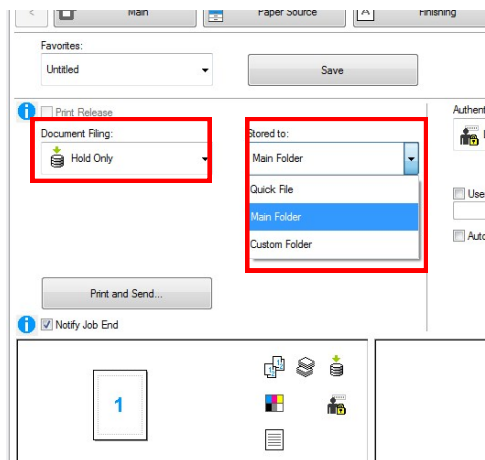 <
Main
Paper Source
A
Finishing
Favorites:
Untitled
Save
Print Release
Document Filing:
Hold Only
Stored to:
Main Folder
Quick File
Main Folder
Custom Folder
Authent
Use
Auto
Print and Send...
Notify Job End
1